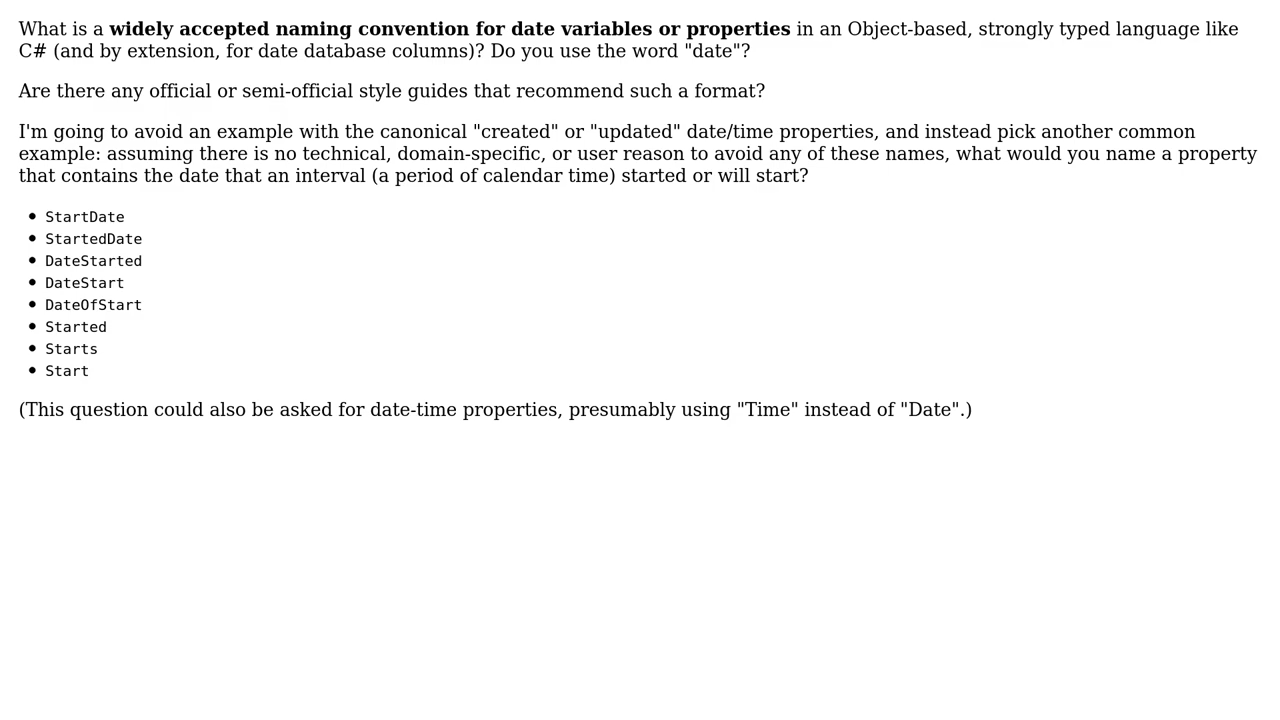 What is a widely accepted naming convention for date variables or properties in an Object-based, strongly typed language like
C# (and by extension, for date database columns)? Do you use the word "date"?
Are there any official or semi-official style guides that recommend such a format?
I'm going to avoid an example with the canonical "created" or "updated" date/time properties, and instead pick another common
example: assuming there is no technical, domain-specific, or user reason to avoid any of these names, what would you name a property
that contains the date that an interval (a period of calendar time) started or will start?
• StartDate
• StartedDate
• DateStarted
• DateStart
• DateOfStart
• Started
• Starts
• Start
(This question could also be asked for date-time properties, presumably using "Time" instead of "Date".)